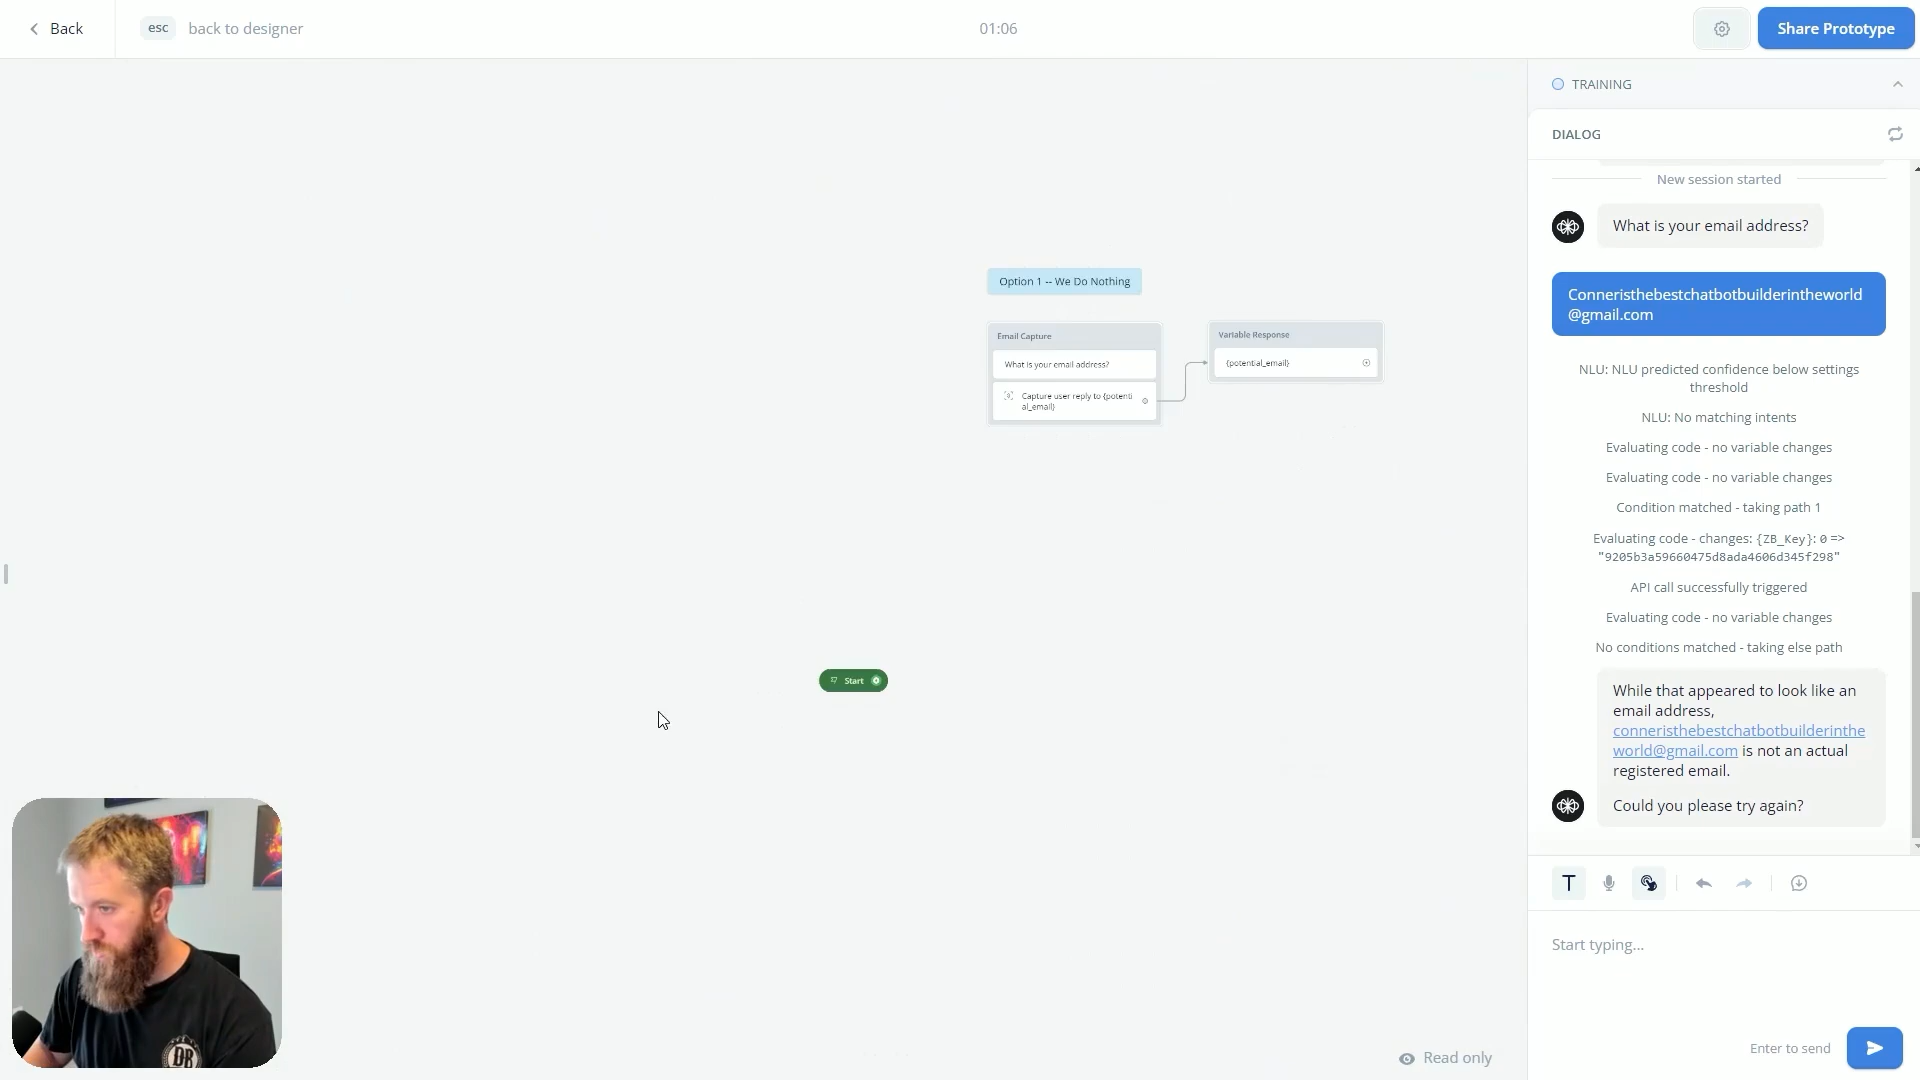 Back
esc back to designer
01:06
Share Prototype
TRAINING
DIALOG
New session started
What is your email address?
Conneristhebestchatbotbuilderintheworld
@gmail.com
NLU: NLU predicted confidence below settings
threshold
NLU: No matching intents
Evaluating code - no variable changes
Evaluating code - no variable changes
Condition matched - taking path 1
Evaluating code - changes: {ZB_Key}: 0 =>
"9205b3a59660475d8ada4606d345f298"
API call successfully triggered
Evaluating code - no variable changes
No conditions matched - taking else path
While that appeared to look like an
email address,
conneristhebestchatbotbuilderinthe
world@gmail.com is not an actual
registered email.
Could you please try again?
Start typing...
Enter to send
Option 1 -- We Do Nothing
Email Capture
What is your email address?
Capture user reply to {potenti
al_email}
Variable Response
{potential_email}
Start
DB
Read only